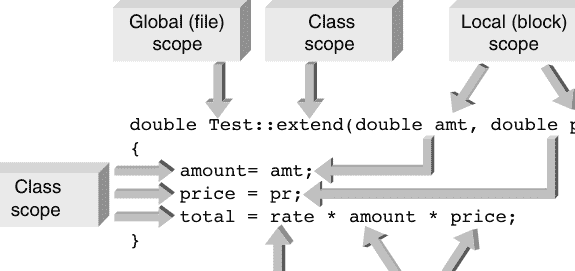 Global (file)
scope
Class
scope
Local (block)
scope
double Test::extend(double amt, double p
{
amount= amt;
price = pr;
total = rate * amount * price;
}
Class
scope